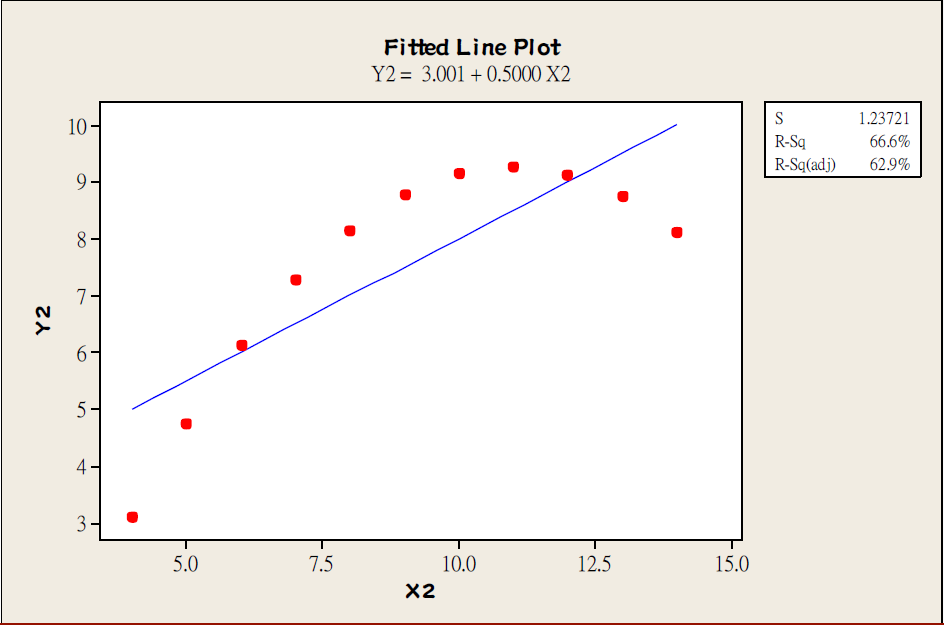 Fitted Line Plot
Y2 = 3.001 + 0.5000 X2
S 1.23721
R-Sq 66.6%
R-Sq(adj) 62.9%
10
9
8
7
6
5
4
3
Y2
5.0 7.5 10.0 12.5 15.0
X2